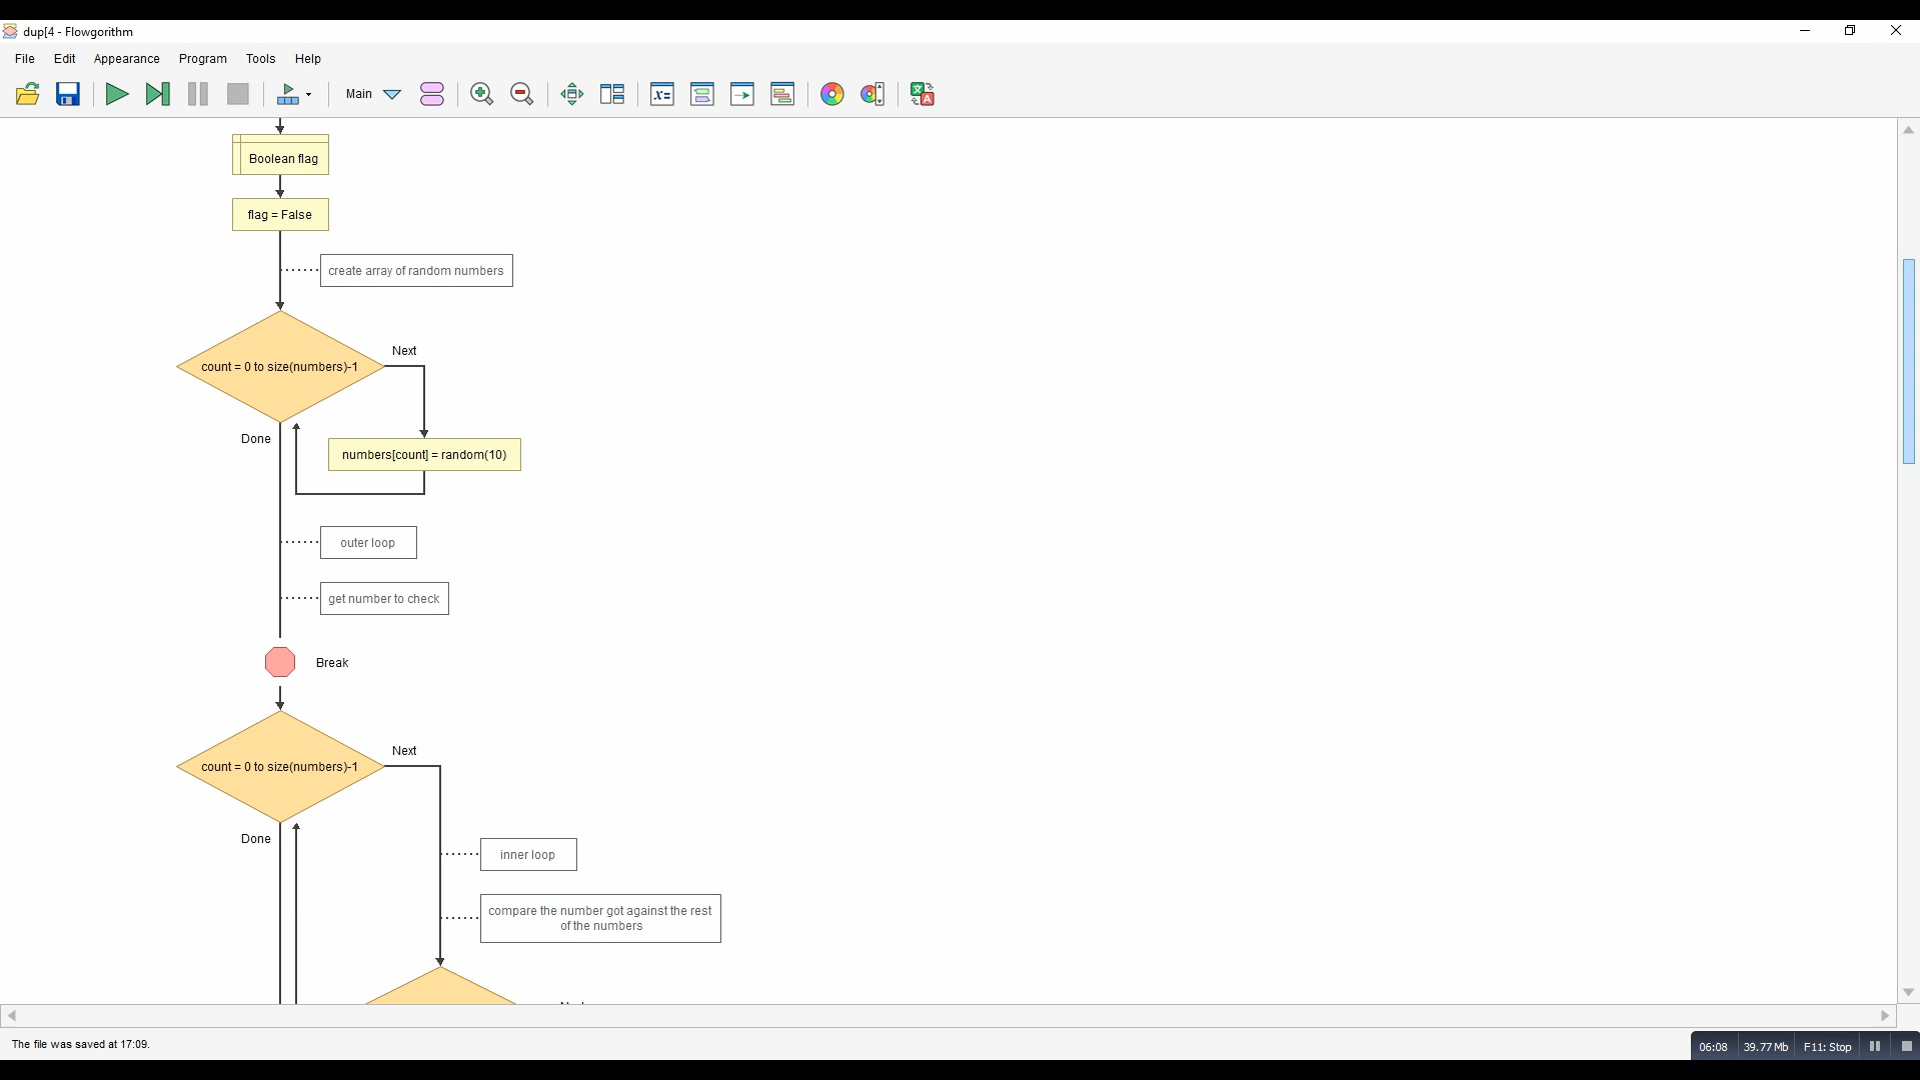 dup[4 - Flowgorithm
File Edit Appearance Program Tools Help
Main
Boolean flag
flag = False
create array of random numbers
Next
count = 0 to size(numbers)-1
Done
numbers[count] = random(10)
outer loop
get number to check
Break
Next
count = 0 to size(numbers)-1
Done
inner loop
compare the number got against the rest
of the numbers
The file was saved at 17:09.
06:08 39.77Mb F11: Stop